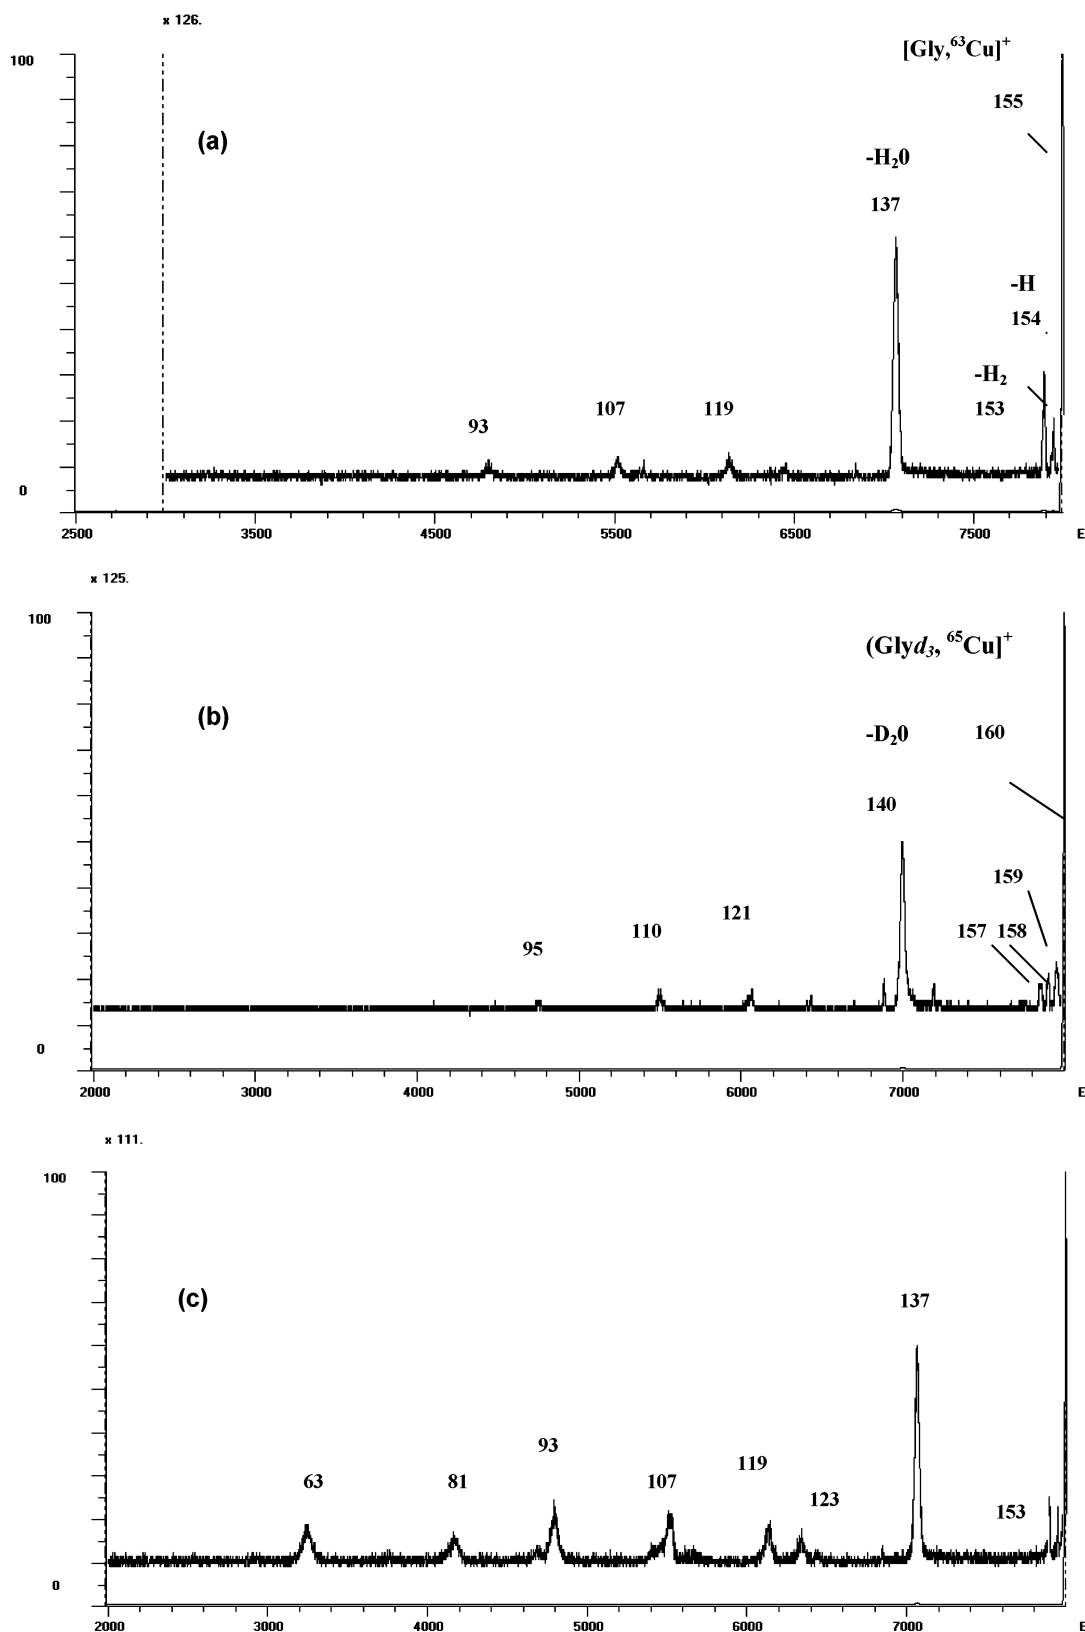 x 126.
100
[Gly,⁶³Cu]⁺
155
(a)
-H₂0
137
-H
154
-H₂
153
93
107
119
0
2500 3500 4500 5500 6500 7500 E
x 125.
100
(Glyd₃, ⁶⁵Cu]⁺
(b)
-D₂0
160
140
159
121
157 158
110
95
0
2000 3000 4000 5000 6000 7000 E
x 111.
100
(c)
137
93
119
63
81
107
123
153
0
2000 3000 4000 5000 6000 7000 E